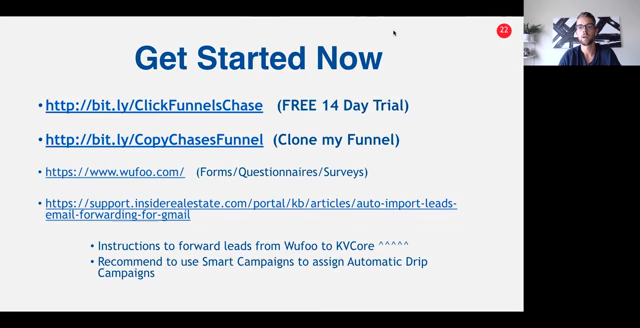 22
Get Started Now
• http://bit.ly/ClickFunnelsChase (FREE 14 Day Trial)
• http://bit.ly/CopyChasesFunnel (Clone my Funnel)
• https://www.wufoo.com/ (Forms/Questionnaires/Surveys)
• https://support.insiderealestate.com/portal/kb/articles/auto-import-leads-
email-forwarding-for-gmail
• Instructions to forward leads from Wufoo to KVCore ^^^^^
• Recommend to use Smart Campaigns to assign Automatic Drip
Campaigns